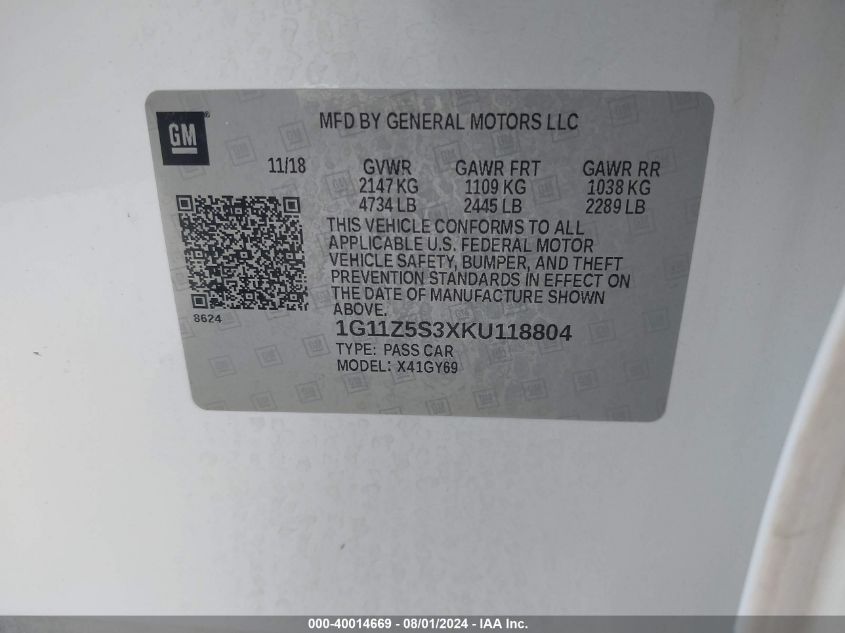 GM
MFD BY GENERAL MOTORS LLC
11/18 GVWR GAWR FRT GAWR RR
2147 KG 1109 KG 1038 KG
4734 LB 2445 LB 2289 LB
THIS VEHICLE CONFORMS TO ALL
APPLICABLE U.S. FEDERAL MOTOR
VEHICLE SAFETY, BUMPER, AND THEFT
PREVENTION STANDARDS IN EFFECT ON
THE DATE OF MANUFACTURE SHOWN
ABOVE.
8624
1G11Z5S3XKU118804
TYPE: PASS CAR
MODEL: X41GY69
000-40014669 - 08/01/2024 - IAA Inc.